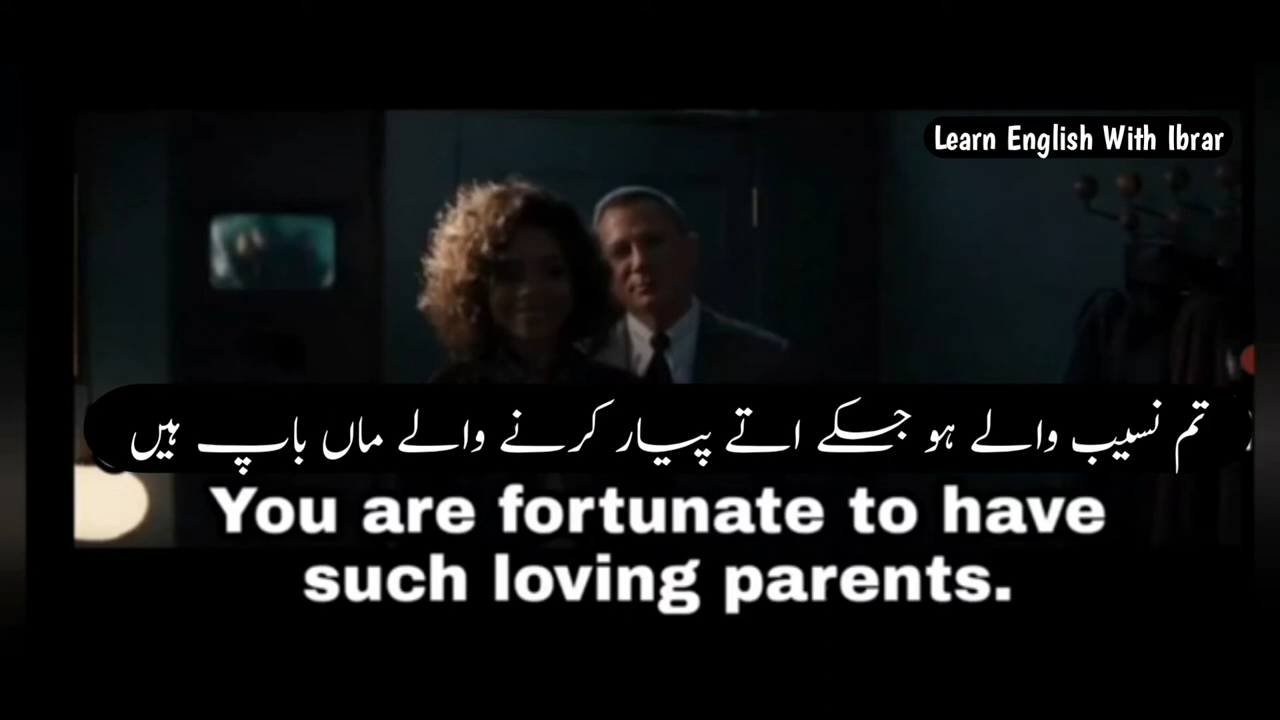 Learn English With Ibrar
تم نسیب والے ہو جسکے اتے پیار کرنے والے ماں باپ ہیں
You are fortunate to have
such loving parents.